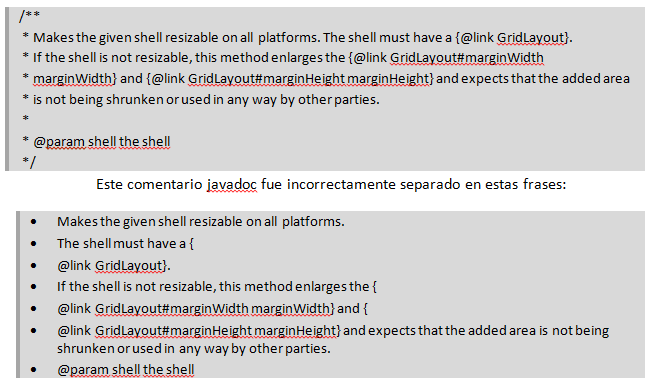 /**
* Makes the given shell resizable on all platforms. The shell must have a {@link GridLayout}.
* If the shell is not resizable, this method enlarges the {@link GridLayout#marginWidth
* marginWidth} and {@link GridLayout#marginHeight marginHeight} and expects that the added area
* is not being shrunken or used in any way by other parties.
*
* @param shell the shell
*/
Este comentario javadoc fue incorrectamente separado en estas frases:
• Makes the given shell resizable on all platforms.
• The shell must have a {
• @link GridLayout}.
• If the shell is not resizable, this method enlarges the {
• @link GridLayout#marginWidth marginWidth} and {
• @link GridLayout#marginHeight marginHeight} and expects that the added area is not being
shrunken or used in any way by other parties.
• @param shell the shell